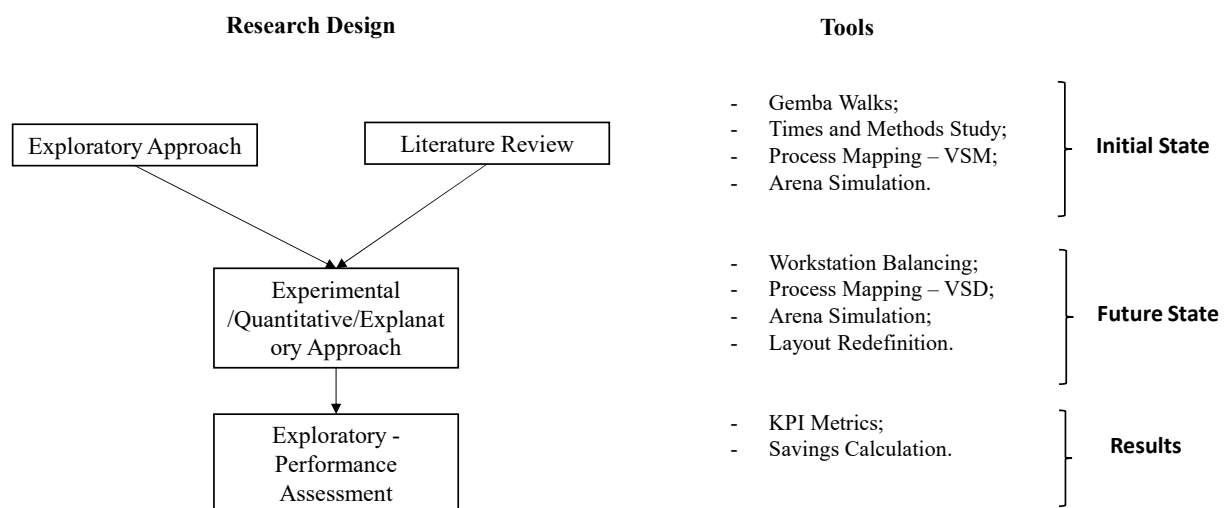 Research Design
Tools
Exploratory Approach
Literature Review
Experimental
/Quantitative/Explanat
ory Approach
Exploratory -
Performance
Assessment
- Gemba Walks;
- Times and Methods Study;
- Process Mapping – VSM;
- Arena Simulation.
Initial State
- Workstation Balancing;
- Process Mapping – VSD;
- Arena Simulation;
- Layout Redefinition.
Future State
- KPI Metrics;
- Savings Calculation.
Results